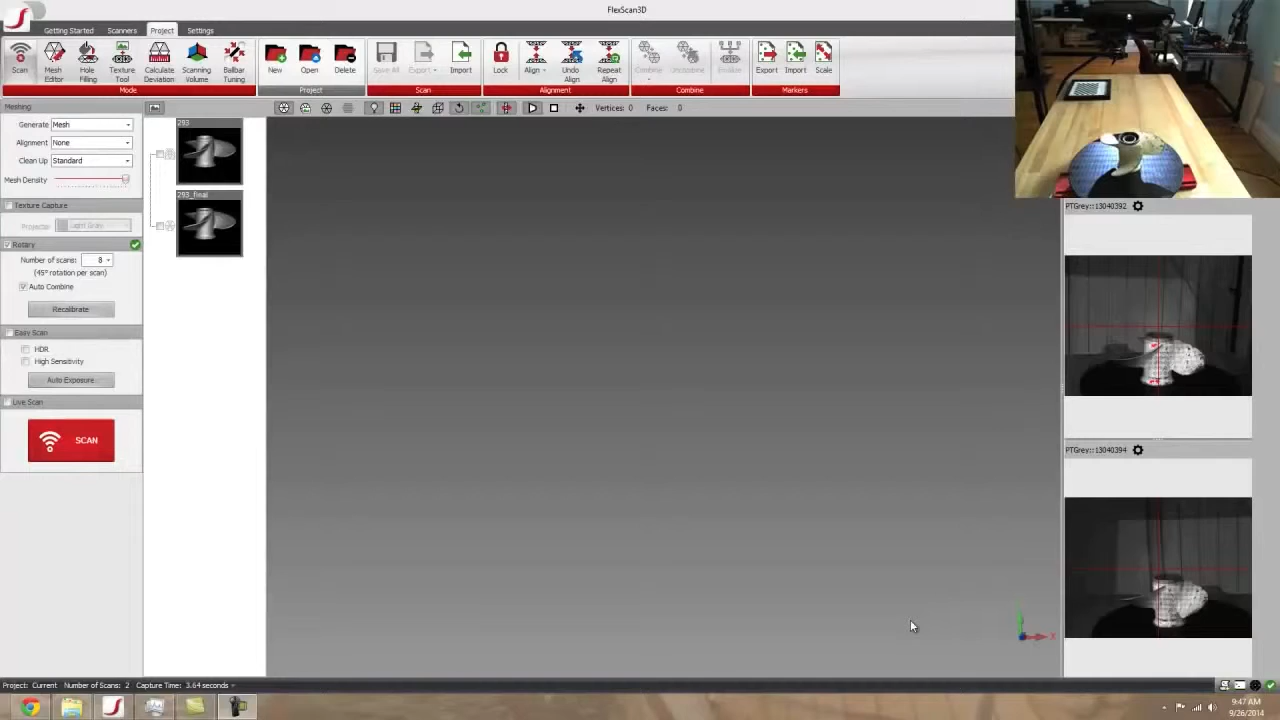 FlexScan3D
Getting Started Scanners Project Settings
Scan Mesh Editor Hole Filling Texture Tool Calculate Deviation Scanning Volume Ballbar Tuning New Open Delete Save All Export Import Lock Align Undo Align Repeat Align Combine Uncombine Finalize Export Import Scale
Mode Project Scan Alignment Combine Markers
Meshing
Vertices: 0 Faces: 0
Generate Mesh
Alignment None
Clean Up Standard
Mesh Density
Texture Capture
Projector Light Gray
Rotary
Number of scans: 8
(45° rotation per scan)
Auto Combine
Recalibrate
Easy Scan
HDR
High Sensitivity
Auto Exposure
Live Scan
SCAN
293
293_final
PTGrey::13040392
PTGrey::13040394
X
Project: Current Number of Scans: 2 Capture Time: 3.64 seconds
9:47 AM
9/26/2014